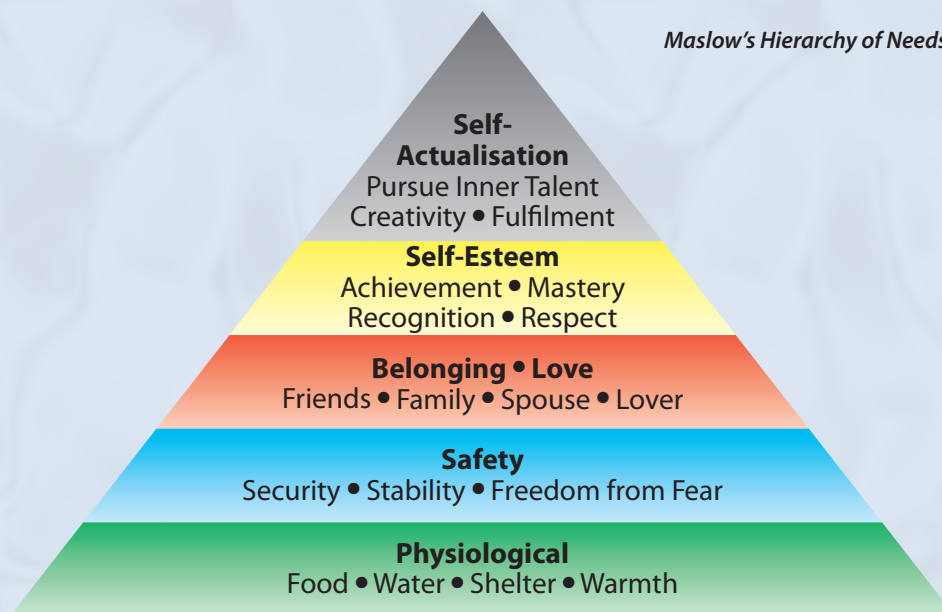 Maslow’s Hierarchy of Needs
Self-
Actualisation
Pursue Inner Talent
Creativity • Fulfilment
Self-Esteem
Achievement • Mastery
Recognition • Respect
Belonging • Love
Friends • Family • Spouse • Lover
Safety
Security • Stability • Freedom from Fear
Physiological
Food • Water • Shelter • Warmth